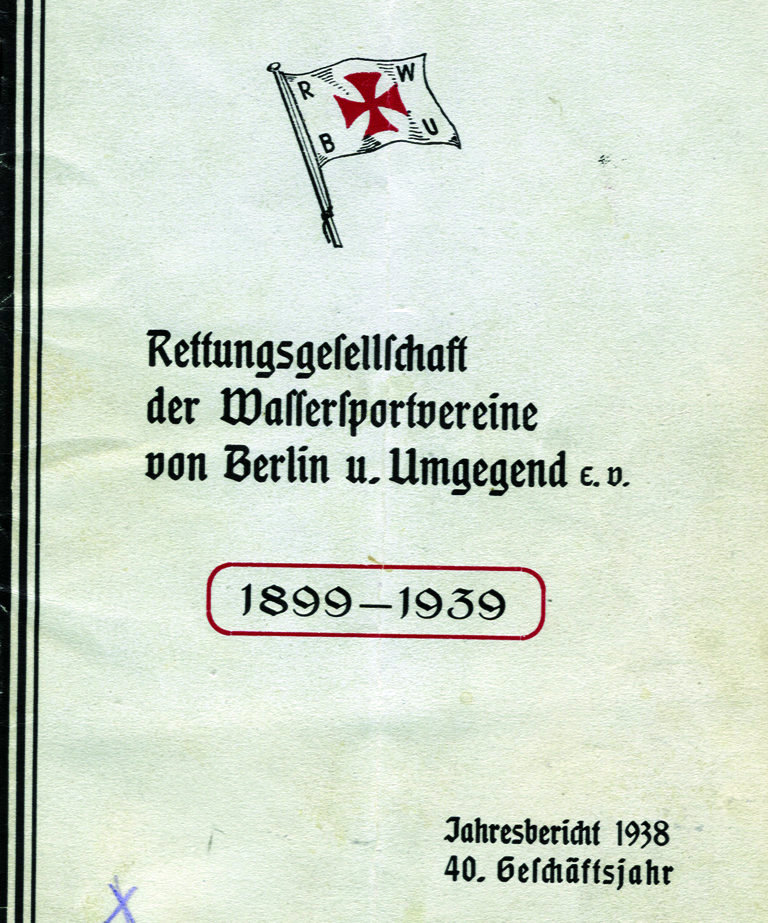 R W
B U
Rettungsgesellschaft
der Wassersportvereine
von Berlin u. Umgegend E. V.
1899–1939
Jahresbericht 1938
40. Geschäftsjahr
X